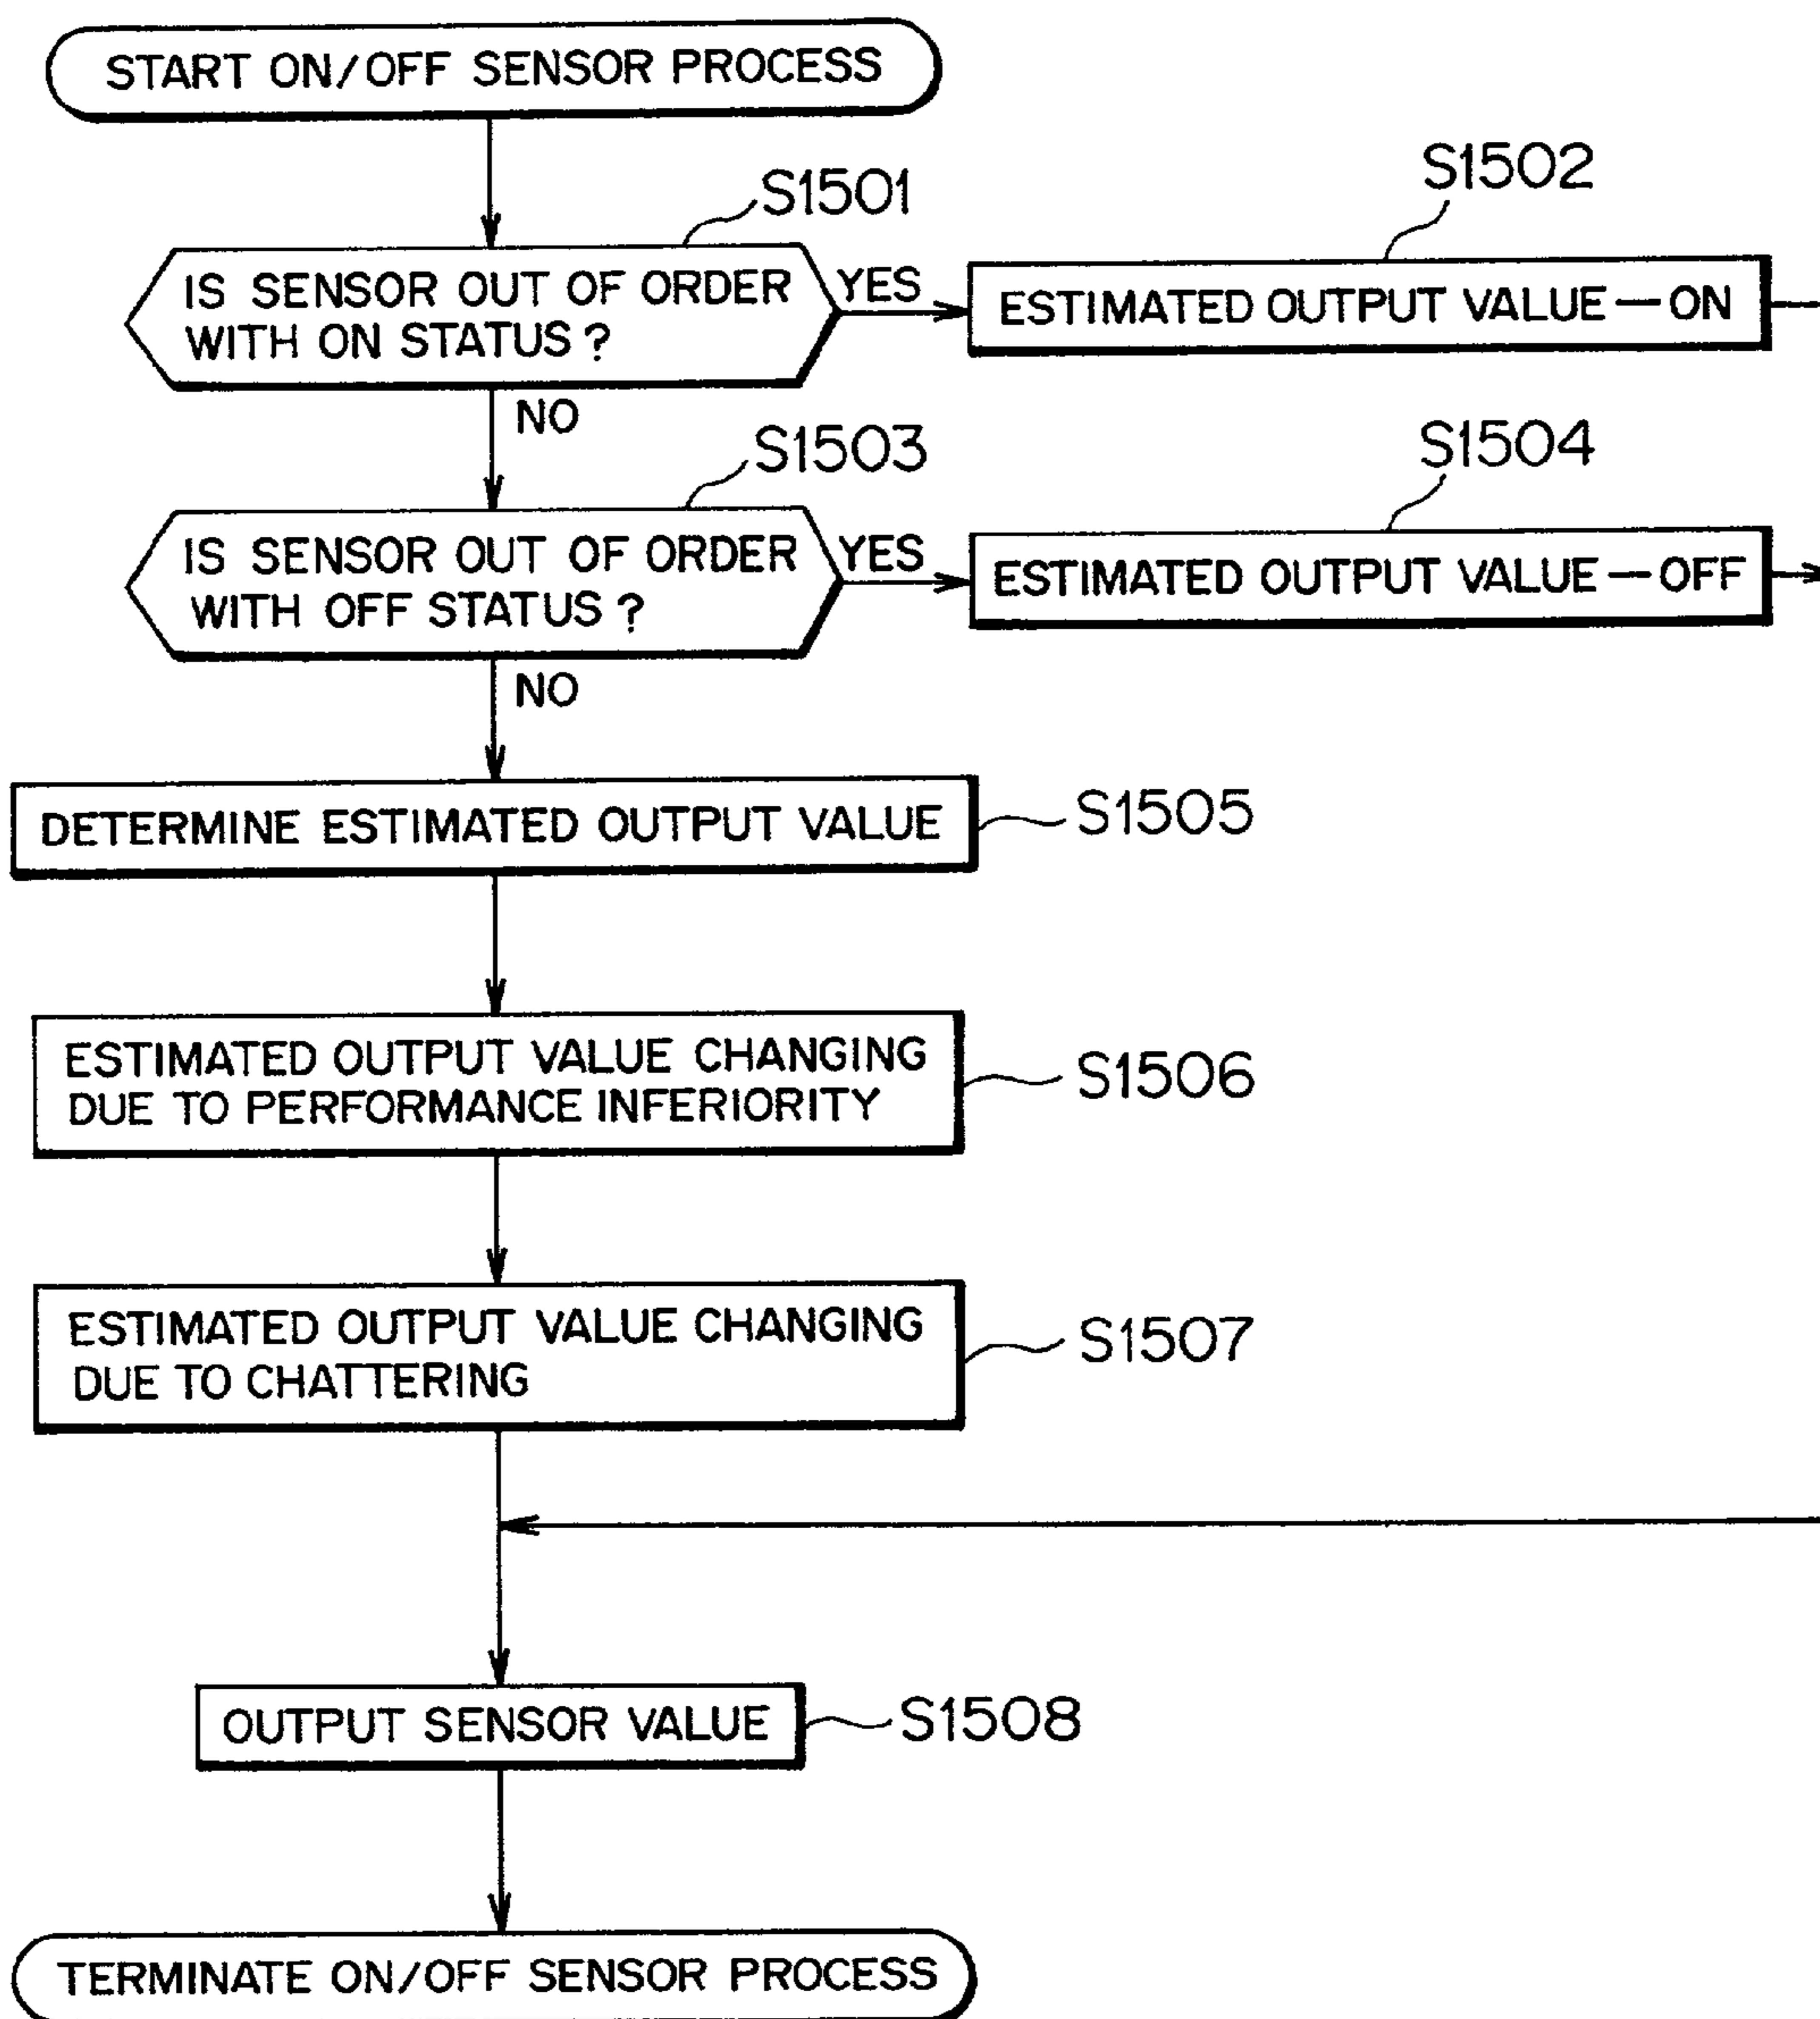 START ON/OFF SENSOR PROCESS
S1501
S1502
IS SENSOR OUT OF ORDER
WITH ON STATUS?
YES
ESTIMATED OUTPUT VALUE—ON
NO
S1503
S1504
IS SENSOR OUT OF ORDER
WITH OFF STATUS?
YES
ESTIMATED OUTPUT VALUE—OFF
NO
DETERMINE ESTIMATED OUTPUT VALUE
S1505
ESTIMATED OUTPUT VALUE CHANGING
DUE TO PERFORMANCE INFERIORITY
S1506
ESTIMATED OUTPUT VALUE CHANGING
DUE TO CHATTERING
S1507
OUTPUT SENSOR VALUE
S1508
TERMINATE ON/OFF SENSOR PROCESS